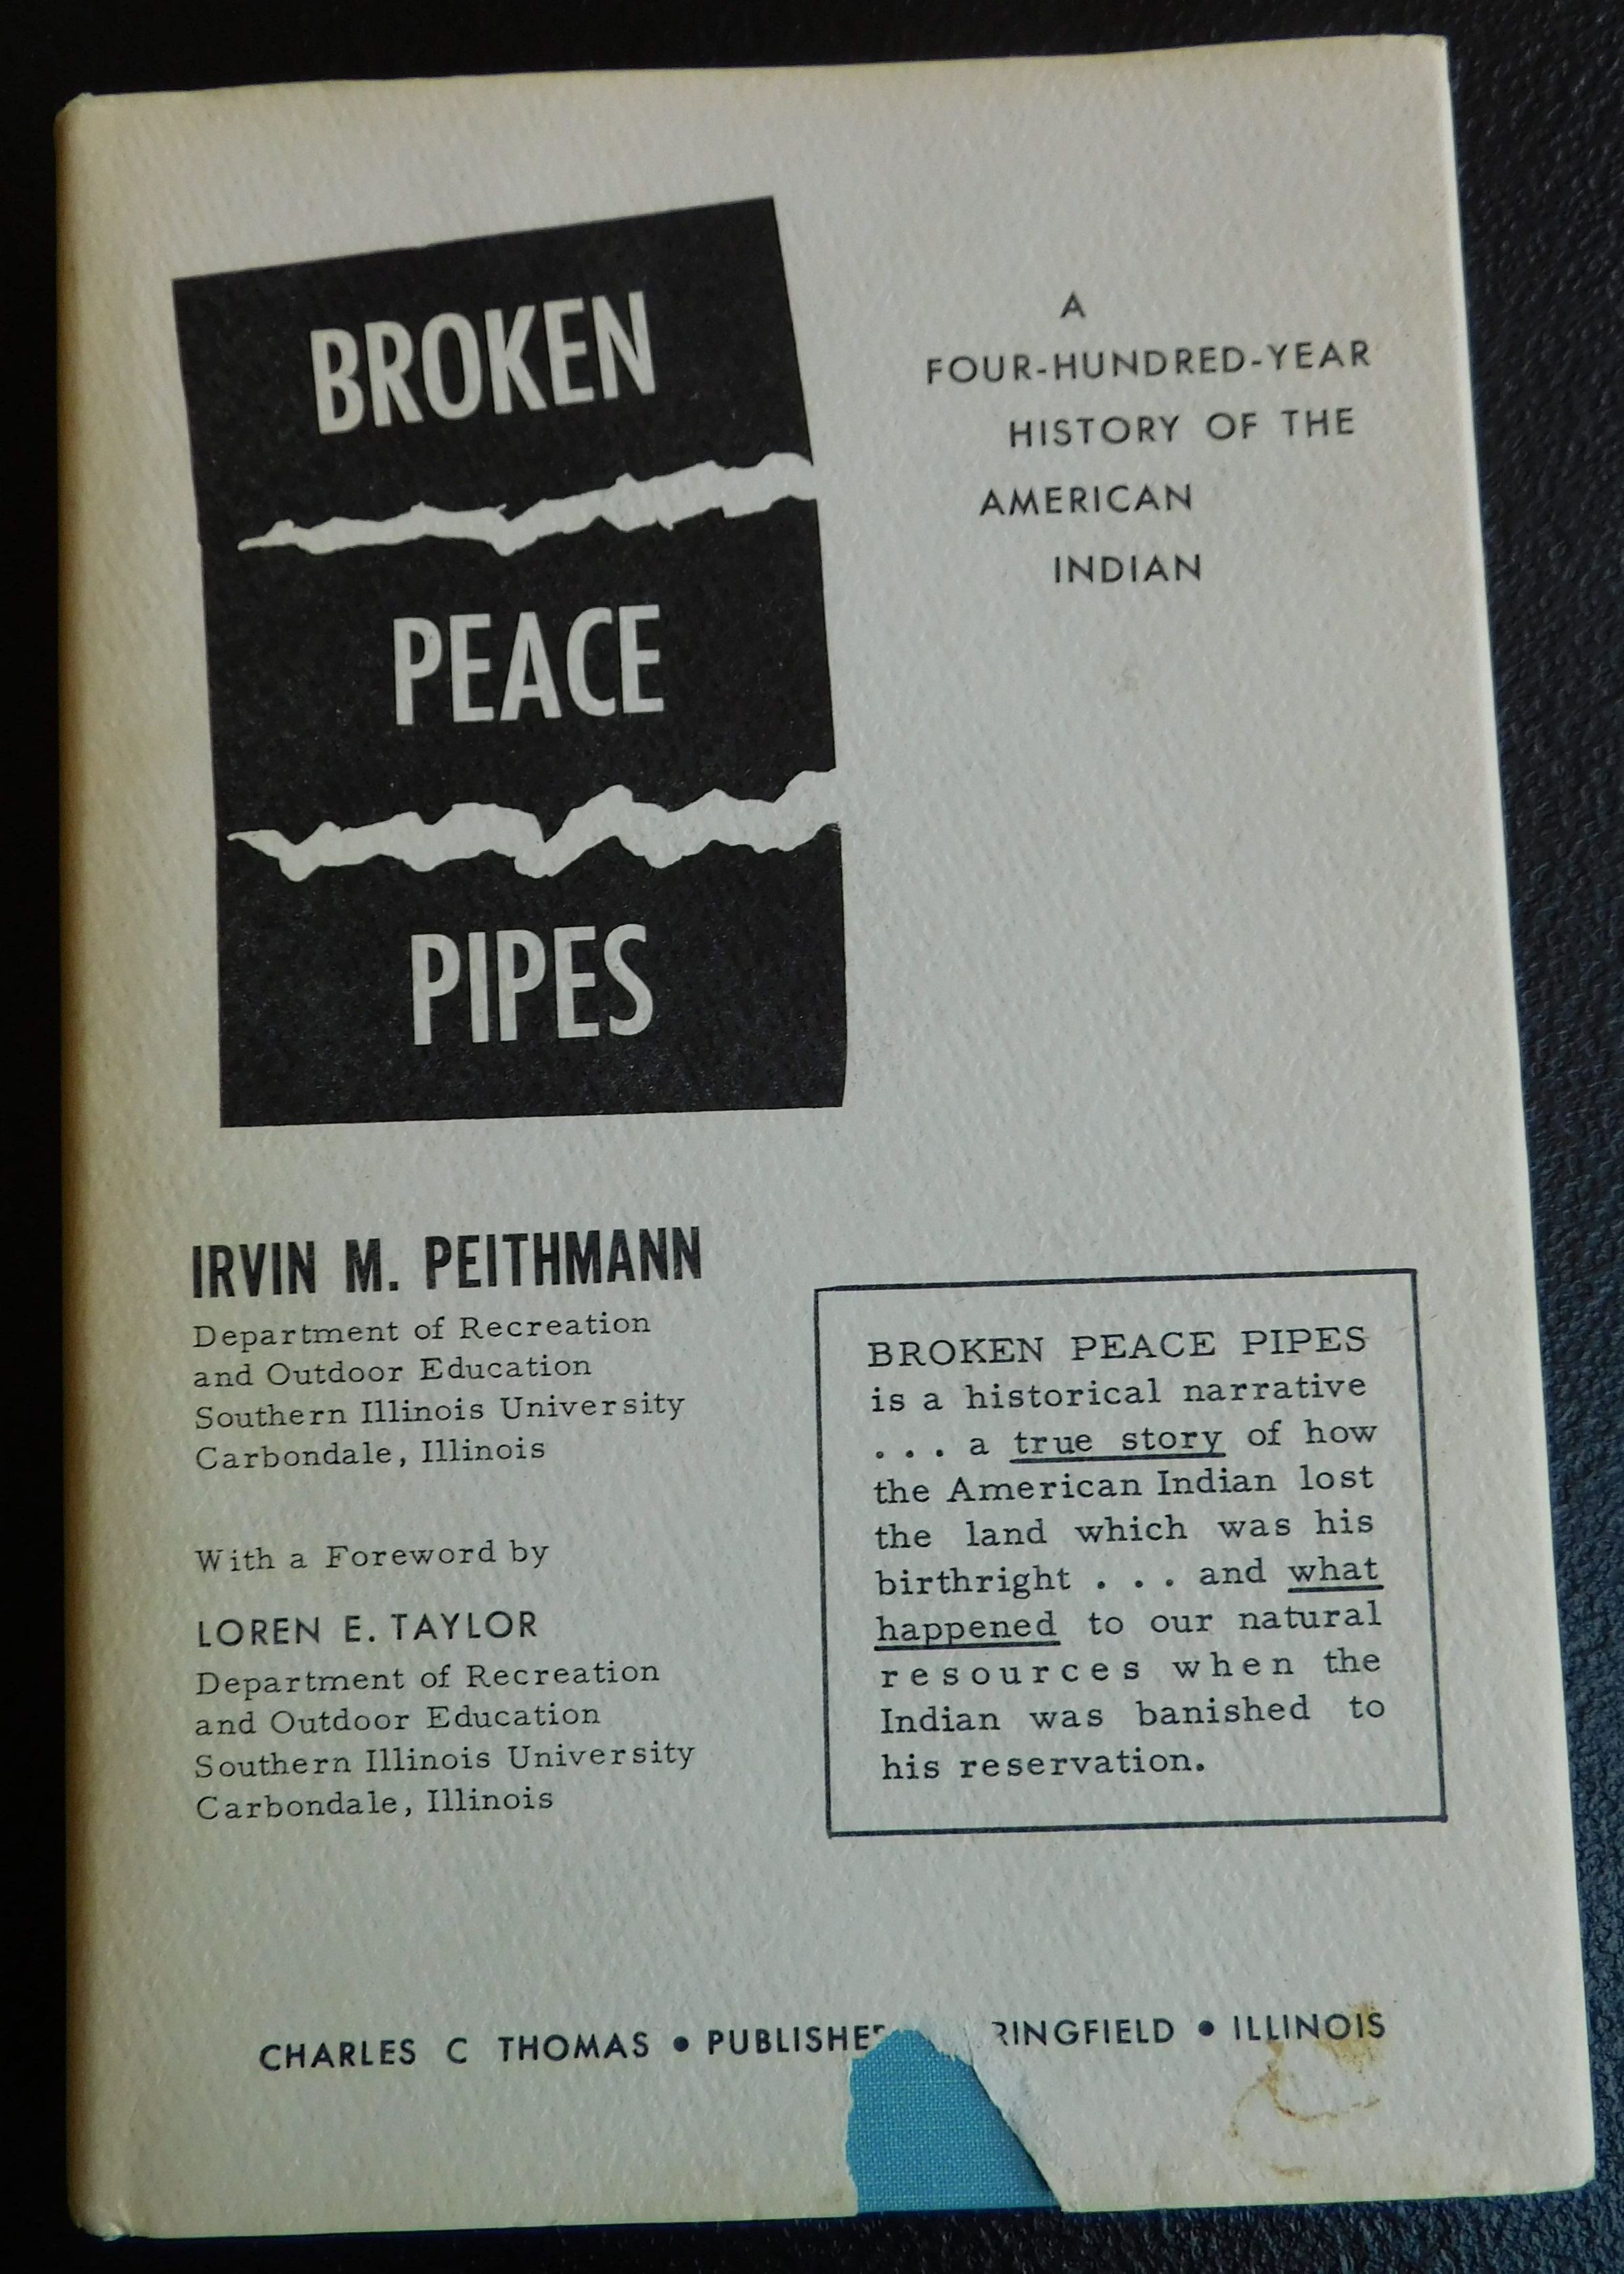 BROKEN
PEACE
PIPES
A
FOUR-HUNDRED-YEAR
HISTORY OF THE
AMERICAN
INDIAN
IRVIN M. PEITHMANN
Department of Recreation
and Outdoor Education
Southern Illinois University
Carbondale, Illinois
With a Foreword by
LOREN E. TAYLOR
Department of Recreation
and Outdoor Education
Southern Illinois University
Carbondale, Illinois
BROKEN PEACE PIPES
is a historical narrative
. . . a true story of how
the American Indian lost
the land which was his
birthright . . . and what
happened to our natural
resources when the
Indian was banished to
his reservation.
CHARLES C THOMAS • PUBLISHER RINGFIELD • ILLINOIS